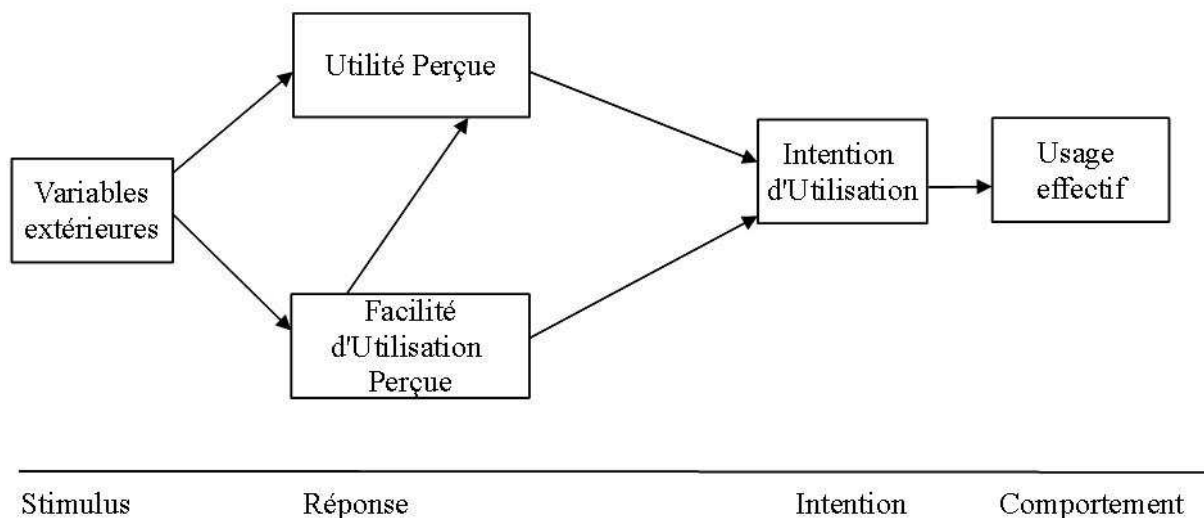 Utilité Perçue
Variables
extérieures
Facilité
d'Utilisation
Perçue
Intention
d'Utilisation
Usage
effectif
Stimulus
Réponse
Intention
Comportement